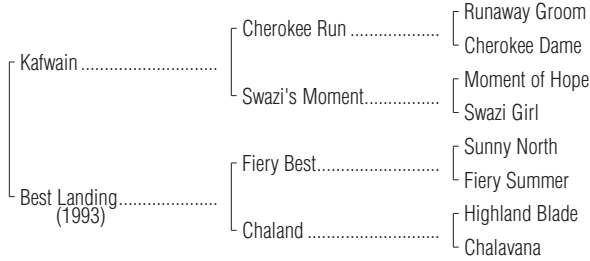 Runaway Groom
Cherokee Run ....................
Cherokee Dame
Kafwain ..............................
Moment of Hope
Swazi's Moment.................
Swazi Girl
Sunny North
Fiery Best...........................
Fiery Summer
Best Landing......................
(1993)
Highland Blade
Chaland .............................
Chalavana